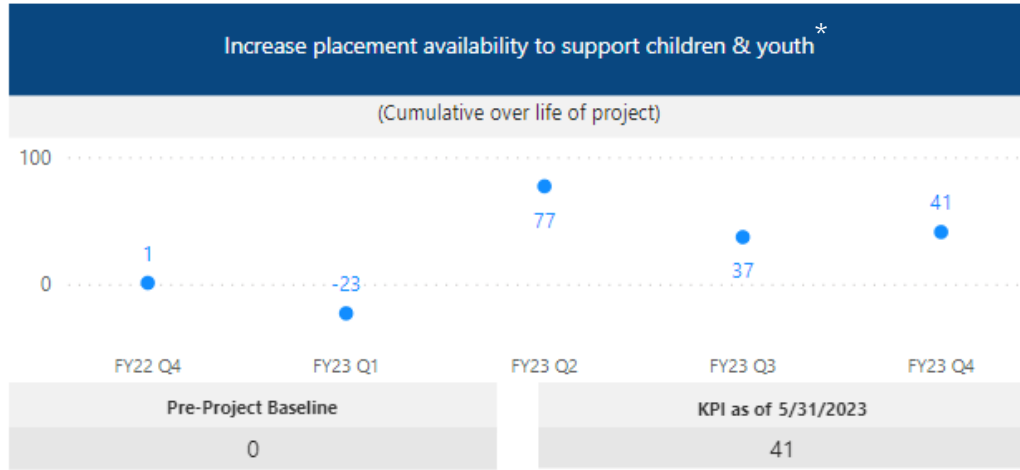 Increase placement availability to support children & youth*
(Cumulative over life of project)
100
0
1
-23
77
37
41
FY22 Q4 FY23 Q1 FY23 Q2 FY23 Q3 FY23 Q4
Pre-Project Baseline
0
KPI as of 5/31/2023
41